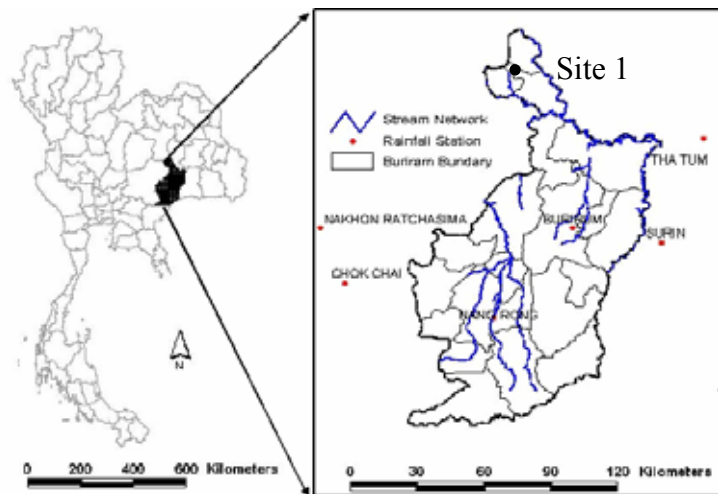 Site 1
Stream Network
Rainfall Station
Buriram Bundary
THA TUM
NAKHON RATCHASIMA
BURIRUM
SURIN
CHOK CHAI
NANG RONG
N
0 200 400 600 Kilometers
0 30 60 90 120
Kilometers